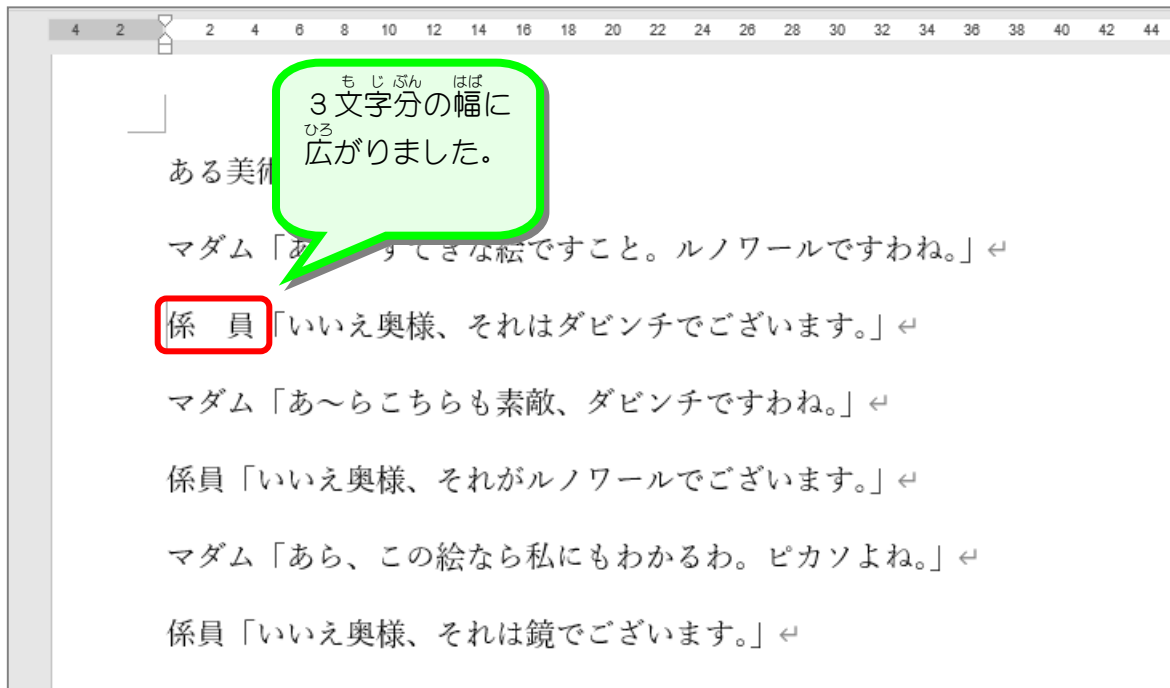 4 2 2 4 6 8 10 12 14 16 18 20 22 24 26 28 30 32 34 36 38 40 42 44
もじぶん はば
3文字分の幅に
ひろ
広がりました。
ある美術
マダム「あ すてきな絵ですこと。ルノワールですわね。」↵
係　員「いいえ奥様、それはダビンチでございます。」↵
マダム「あ～らこちらも素敵、ダビンチですわね。」↵
係員「いいえ奥様、それがルノワールでございます。」↵
マダム「あら、この絵なら私にもわかるわ。ピカソよね。」↵
係員「いいえ奥様、それは鏡でございます。」↵